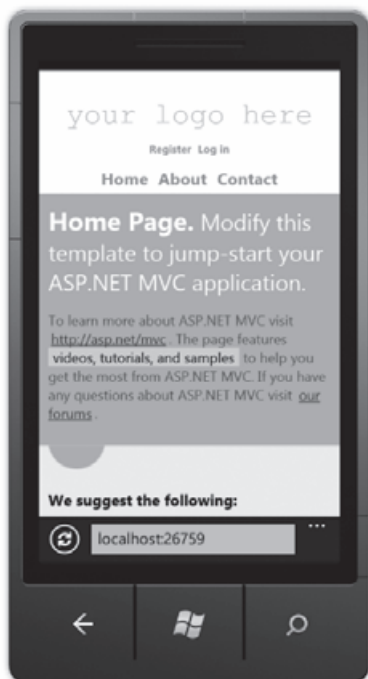 your logo here
Register Log in
Home About Contact
Home Page. Modify this
template to jump-start your
ASP.NET MVC application.
To learn more about ASP.NET MVC visit
http://asp.net/mvc . The page features
videos, tutorials, and samples to help you
get the most from ASP.NET MVC. If you have
any questions about ASP.NET MVC visit our
forums .
We suggest the following:
localhost:26759
...